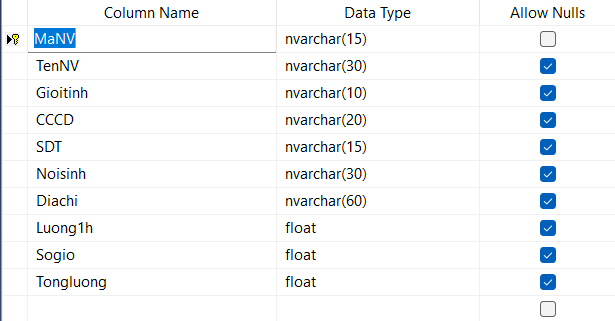 Column Name Data Type Allow Nulls
MaNV nvarchar(15)
TenNV nvarchar(30)
Gioitinh nvarchar(10)
CCCD nvarchar(20)
SDT nvarchar(15)
Noisinh nvarchar(30)
Diachi nvarchar(60)
Luong1h float
Sogio float
Tongluong float